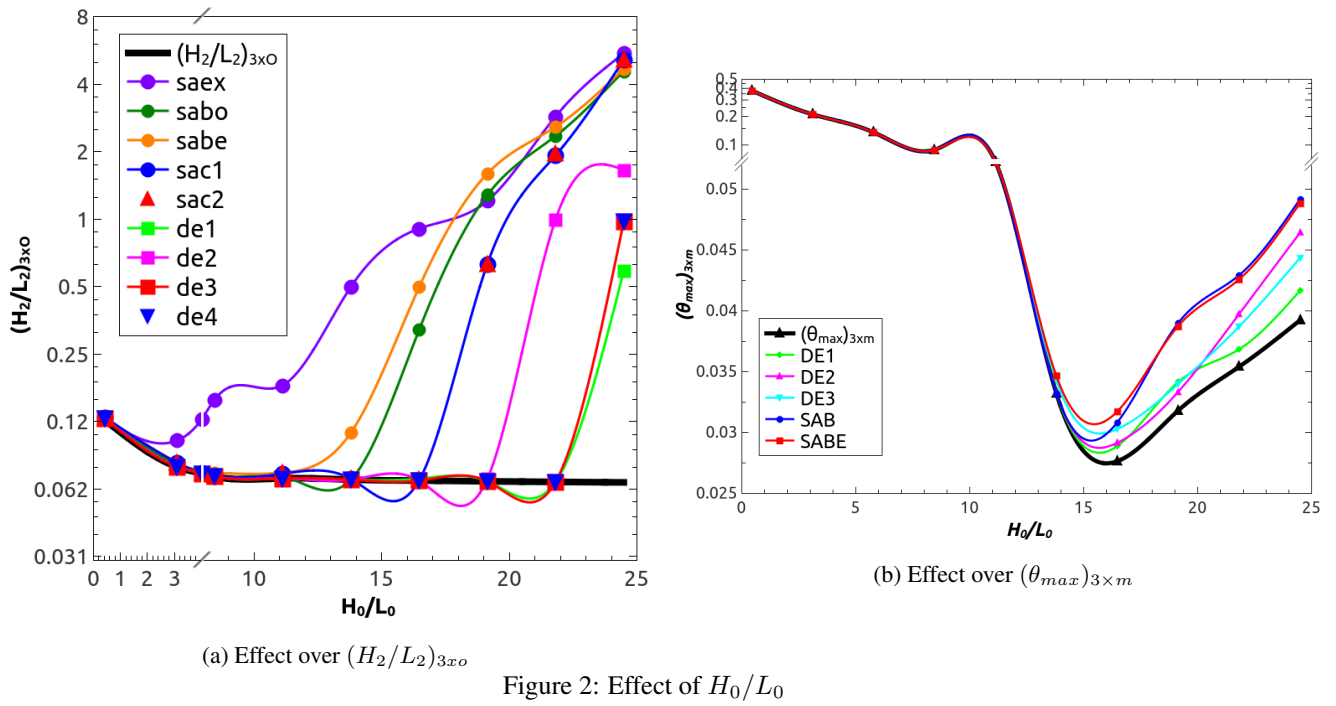 8
4
2
1
0.5
0.25
0.12
0.062
0.031
(H₂/L₂)₃ₓO
(H₂/L₂)₃ₓO
saex
sabo
sabe
sac1
sac2
de1
de2
de3
de4
0 1 2 3 10 15 20 25
H₀/L₀
(a) Effect over (H₂/L₂)₃ₓₒ
0.5
0.4
0.3
0.2
0.1
0.05
0.045
0.04
0.035
0.03
0.025
(θmax)3xm
(θmax)3xm
DE1
DE2
DE3
SAB
SABE
0 5 10 15 20 25
H₀/L₀
(b) Effect over (θmax)3×m
Figure 2: Effect of H₀/L₀